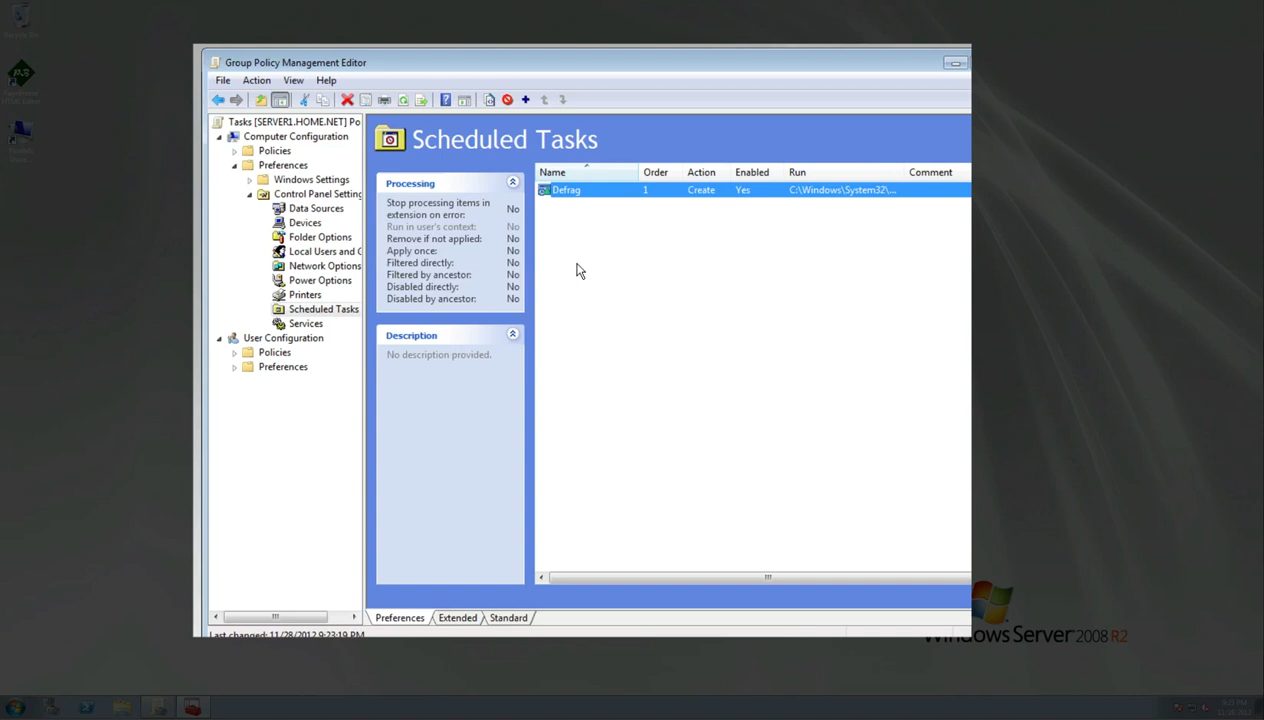 Group Policy Management Editor
File Action View Help
Tasks [SERVER1.HOME.NET] Po
Computer Configuration
Policies
Preferences
Windows Settings
Control Panel Setting
Data Sources
Devices
Folder Options
Local Users and G
Network Options
Power Options
Printers
Scheduled Tasks
Services
User Configuration
Policies
Preferences
Scheduled Tasks
Processing
Stop processing items in
extension on error: No
Run in user's context: No
Remove if not applied: No
Apply once: No
Filtered directly: No
Filtered by ancestor: No
Disabled directly: No
Disabled by ancestor: No
Description
No description provided.
Name Order Action Enabled Run Comment
Defrag 1 Create Yes C:\Windows\System32\...
Preferences Extended Standard
Last changed: 11/28/2012 9:23:19 PM
Windows Server 2008 R2